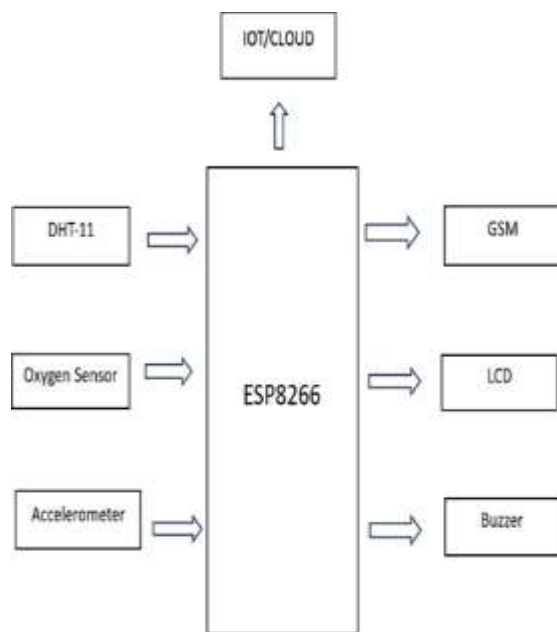 IOT/CLOUD
DHT-11
GSM
Oxygen Sensor
ESP8266
LCD
Accelerometer
Buzzer